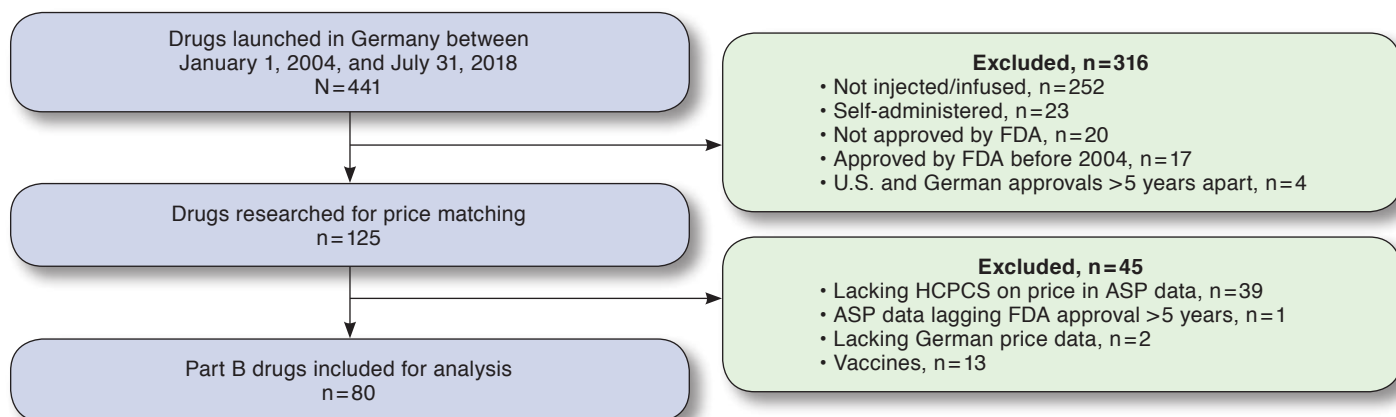 Drugs launched in Germany between
January 1, 2004, and July 31, 2018
N=441
Excluded, n=316
• Not injected/infused, n=252
• Self-administered, n=23
• Not approved by FDA, n=20
• Approved by FDA before 2004, n=17
• U.S. and German approvals >5 years apart, n=4
Drugs researched for price matching
n=125
Excluded, n=45
• Lacking HCPCS on price in ASP data, n=39
• ASP data lagging FDA approval >5 years, n=1
• Lacking German price data, n=2
• Vaccines, n=13
Part B drugs included for analysis
n=80